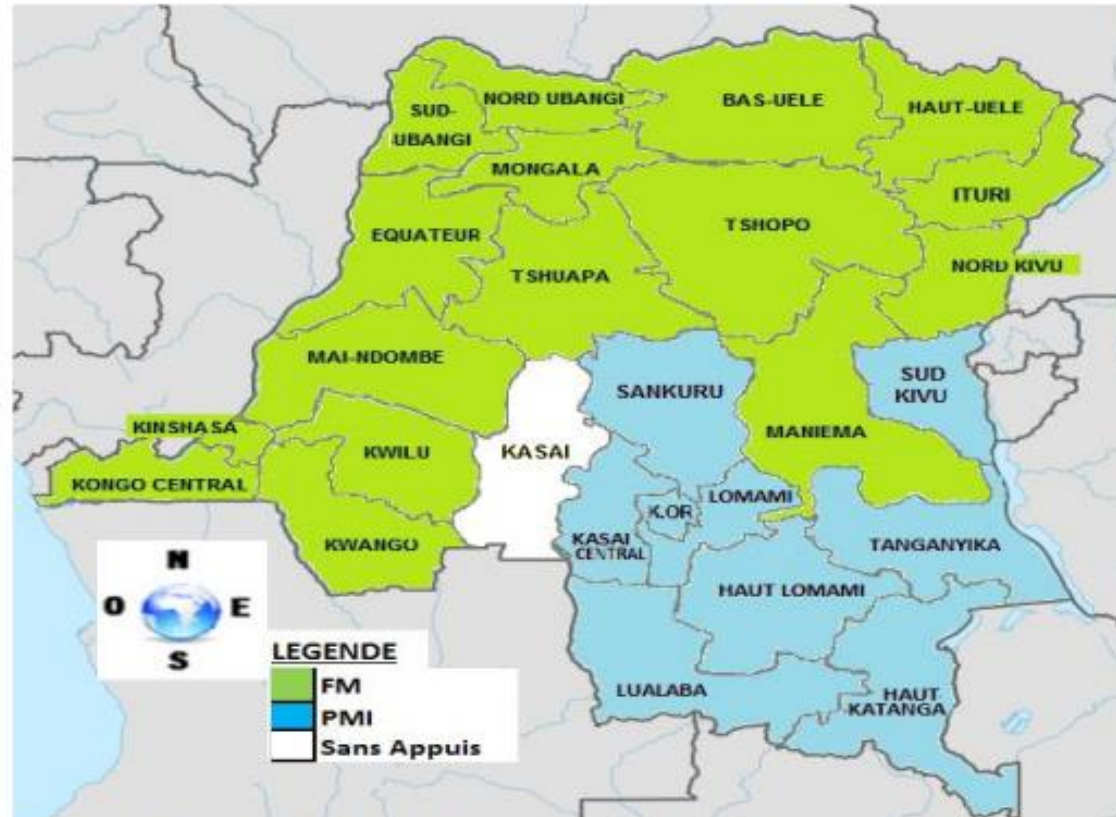 NORD UBANGI
BAS-UELE
HAUT-UELE
SUD-
UBANGI
MONGALA
ITURI
EQUATEUR
TSHOPO
TSHUAPA
NORD KIVU
MAI-NDOMBE
SANKURU
SUD
KIVU
KINSHASA
KWILU
KASAI
MANIEMA
KONGO CENTRAL
LOMAMI
K.OR
KASAI
CENTRAL
KWANGO
TANGANYIKA
HAUT LOMAMI
LUALABA
HAUT
KATANGA
N
O
E
S
LEGENDE
FM
PMI
Sans Appuis